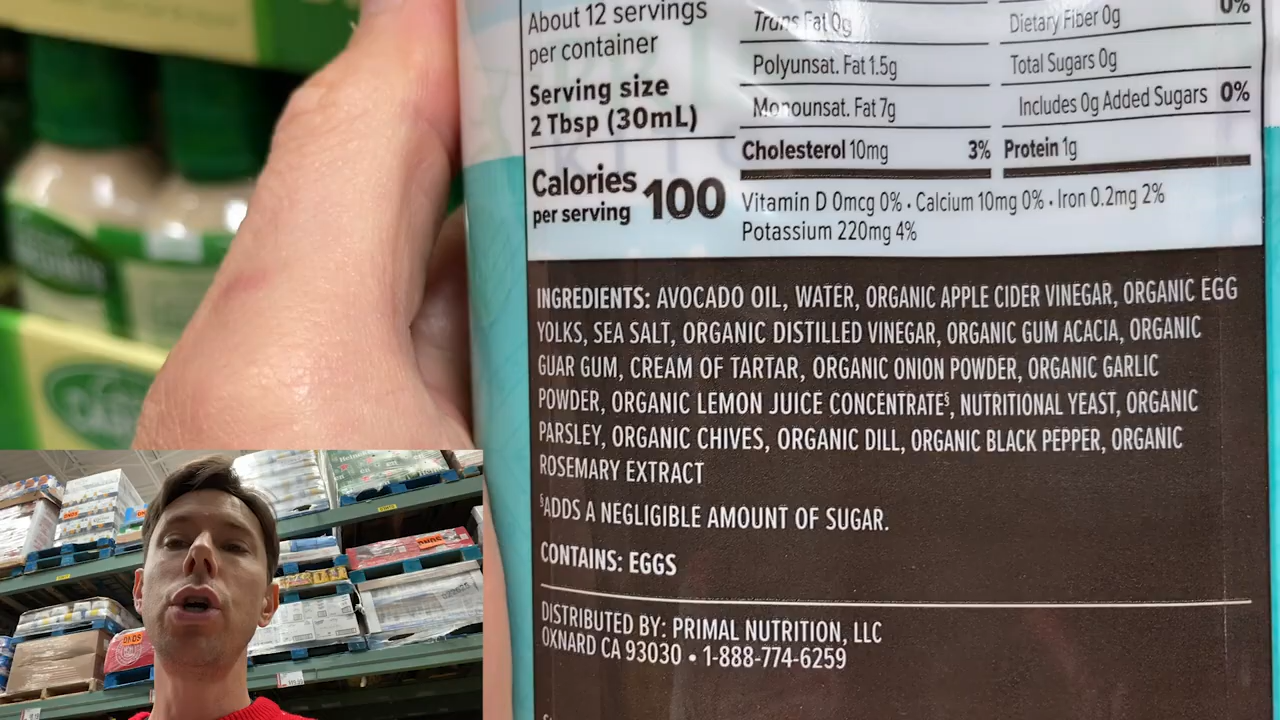 About 12 servings
per container
Serving size
2 Tbsp (30mL)
Calories
per serving 100
Trans Fat 0g
Polyunsat. Fat 1.5g
Monounsat. Fat 7g
Cholesterol 10mg 3%
0%
Dietary Fiber 0g
Total Sugars 0g
Includes 0g Added Sugars 0%
Protein 1g
Vitamin D 0mcg 0% • Calcium 10mg 0% • Iron 0.2mg 2%
Potassium 220mg 4%
INGREDIENTS: AVOCADO OIL, WATER, ORGANIC APPLE CIDER VINEGAR, ORGANIC EGG
YOLKS, SEA SALT, ORGANIC DISTILLED VINEGAR, ORGANIC GUM ACACIA, ORGANIC
GUAR GUM, CREAM OF TARTAR, ORGANIC ONION POWDER, ORGANIC GARLIC
POWDER, ORGANIC LEMON JUICE CONCENTRATE§, NUTRITIONAL YEAST, ORGANIC
PARSLEY, ORGANIC CHIVES, ORGANIC DILL, ORGANIC BLACK PEPPER, ORGANIC
ROSEMARY EXTRACT
§ADDS A NEGLIGIBLE AMOUNT OF SUGAR.
CONTAINS: EGGS
DISTRIBUTED BY: PRIMAL NUTRITION, LLC
OXNARD CA 93030 • 1-888-774-6259